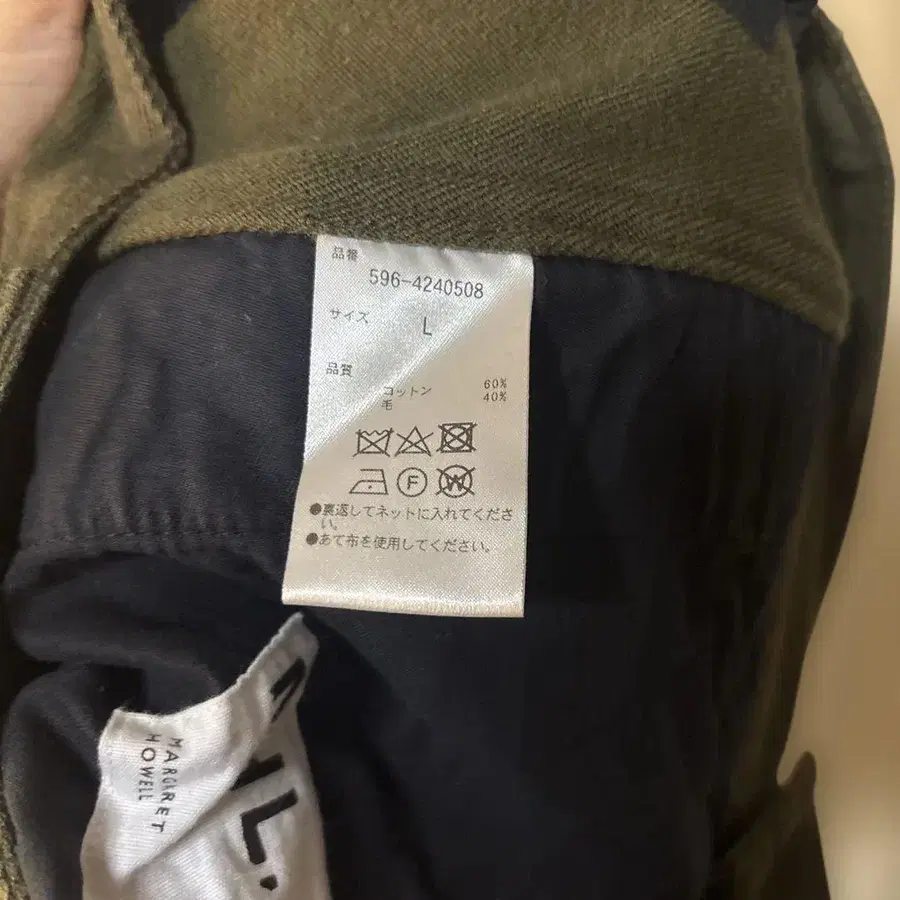 品番
596-4240508
サイズ L
品質
コットン 60%
毛 40%
F W
●裏返してネットに入れてくださ
い。
●あて布を使用してください。
MARGARET
HOWELL
HL.